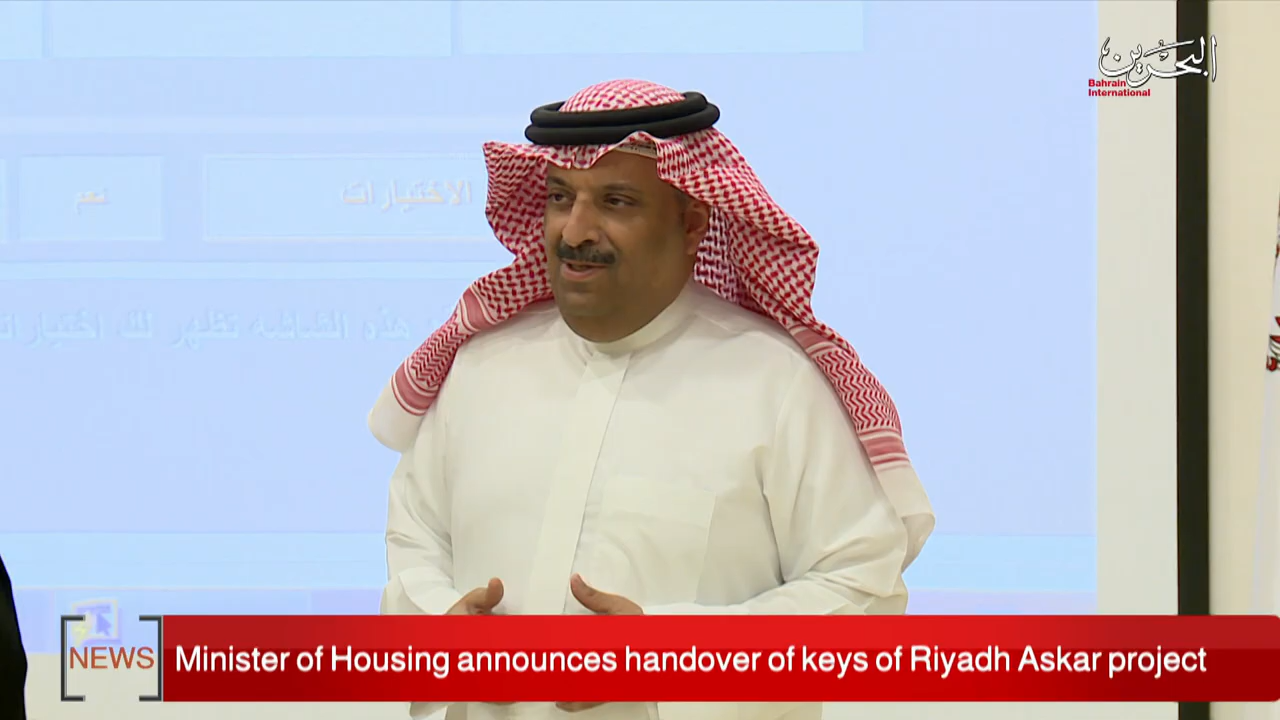 البحرين
Bahrain
International
نعم
الاختيارات
هذه الشاشة تظهر لك اختيارات
NEWS
Minister of Housing announces handover of keys of Riyadh Askar project